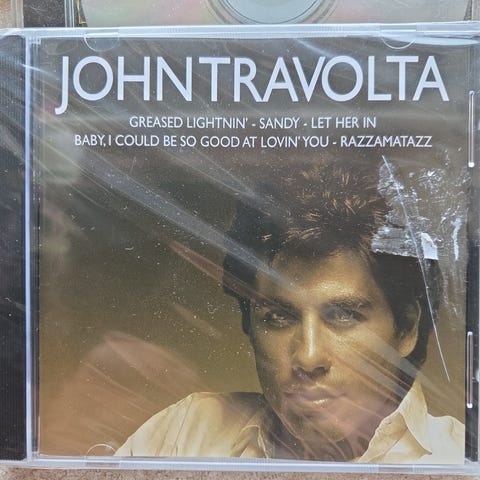 JOHN TRAVOLTA
GREASED LIGHTNIN' - SANDY - LET HER IN
BABY, I COULD BE SO GOOD AT LOVIN' YOU - RAZZAMATAZZ